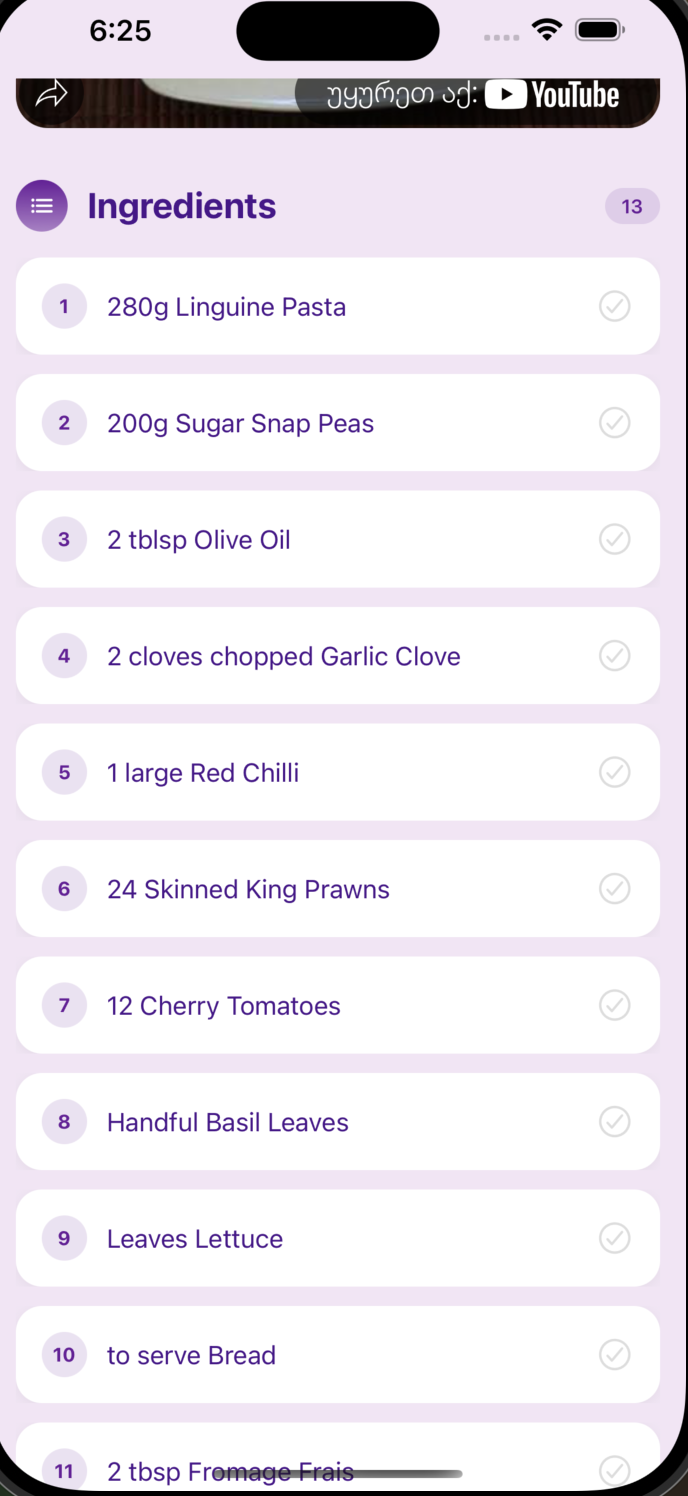 6:25
უყურეთ აქ: YouTube
Ingredients
13
1
280g Linguine Pasta
2
200g Sugar Snap Peas
3
2 tblsp Olive Oil
4
2 cloves chopped Garlic Clove
5
1 large Red Chilli
6
24 Skinned King Prawns
7
12 Cherry Tomatoes
8
Handful Basil Leaves
9
Leaves Lettuce
10
to serve Bread
11
2 tbsp Fromage Frais